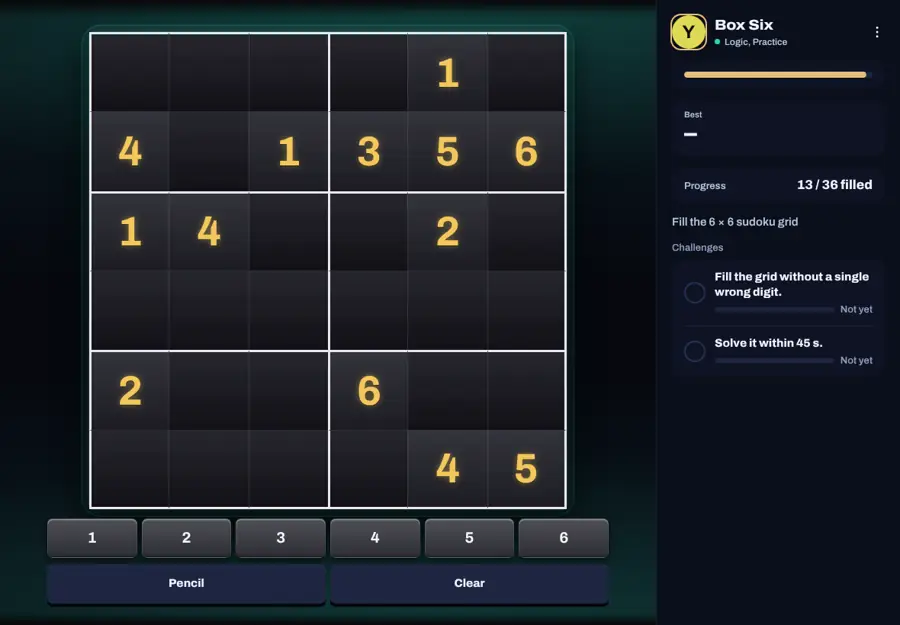 1
4 1 3 5 6
1 4 2
2 6
4 5
1 2 3 4 5 6
Pencil Clear
Y
Box Six
Logic, Practice
Best
—
Progress 13 / 36 filled
Fill the 6 × 6 sudoku grid
Challenges
Fill the grid without a single
wrong digit.
Not yet
Solve it within 45 s.
Not yet